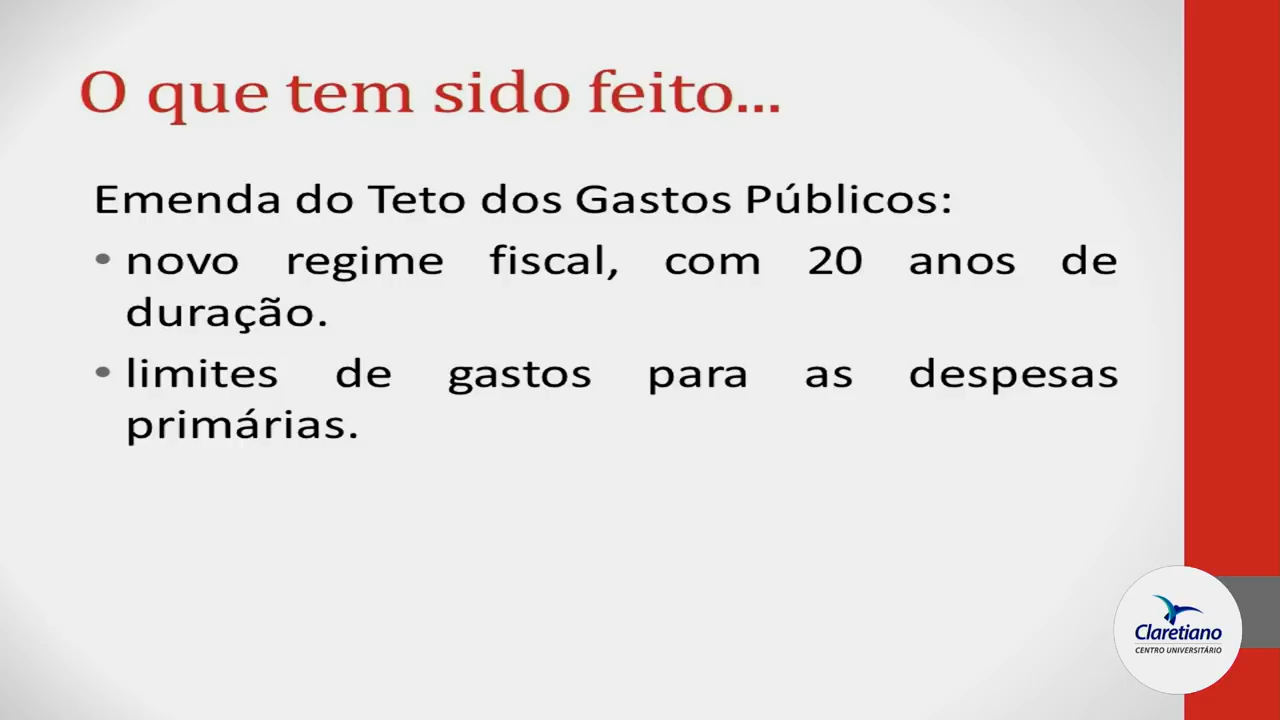 O que tem sido feito...
Emenda do Teto dos Gastos Públicos:
• novo regime fiscal, com 20 anos de
duração.
• limites de gastos para as despesas
primárias.
Claretiano
CENTRO UNIVERSITÁRIO